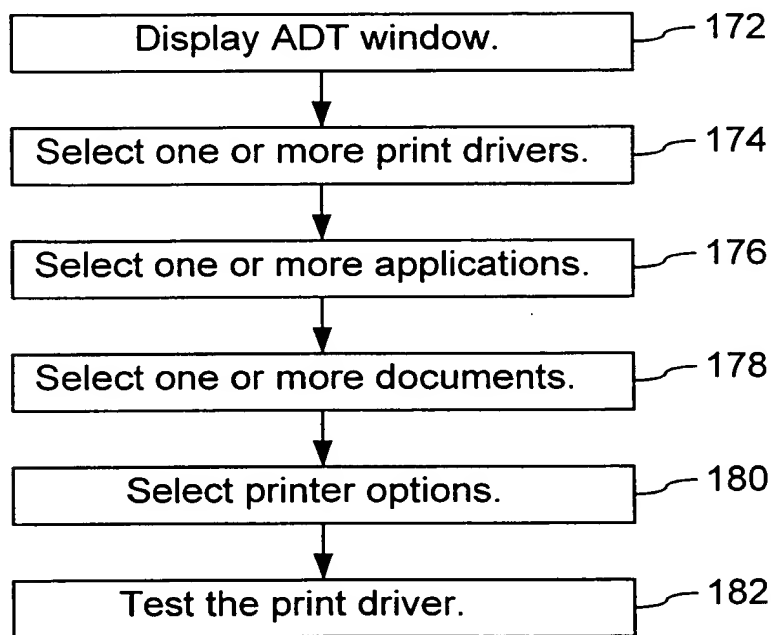 Display ADT window. 172
Select one or more print drivers. 174
Select one or more applications. 176
Select one or more documents. 178
Select printer options. 180
Test the print driver. 182